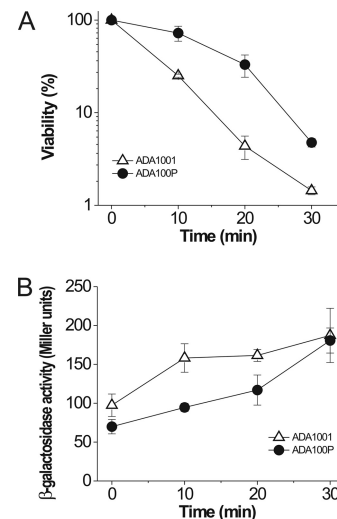 A
Viability (%)
100
10
1
ADA1001
ADA100P
0 10 20 30
Time (min)
B
β-galactosidase activity (Miller units)
250
200
150
100
50
0
ADA1001
ADA100P
0 10 20 30
Time (min)